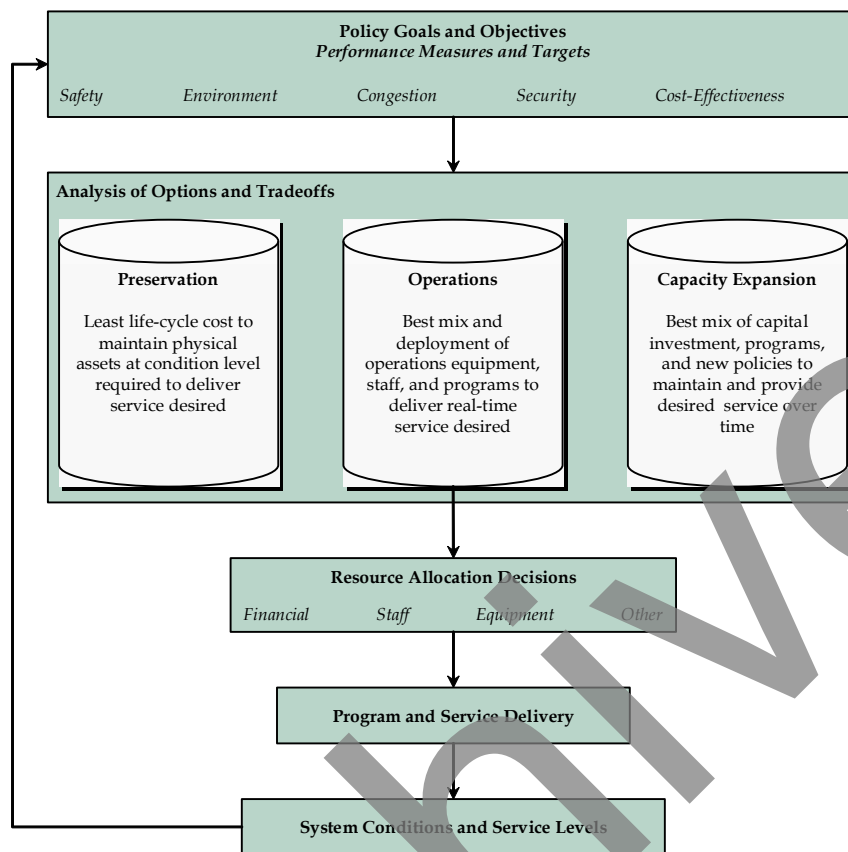 Policy Goals and Objectives
Performance Measures and Targets
Safety Environment Congestion Security Cost-Effectiveness
Analysis of Options and Tradeoffs
Preservation
Least life-cycle cost to
maintain physical
assets at condition level
required to deliver
service desired
Operations
Best mix and
deployment of
operations equipment,
staff, and programs to
deliver real-time
service desired
Capacity Expansion
Best mix of capital
investment, programs,
and new policies to
maintain and provide
desired service over
time
Resource Allocation Decisions
Financial Staff Equipment Other
Program and Service Delivery
System Conditions and Service Levels
hive